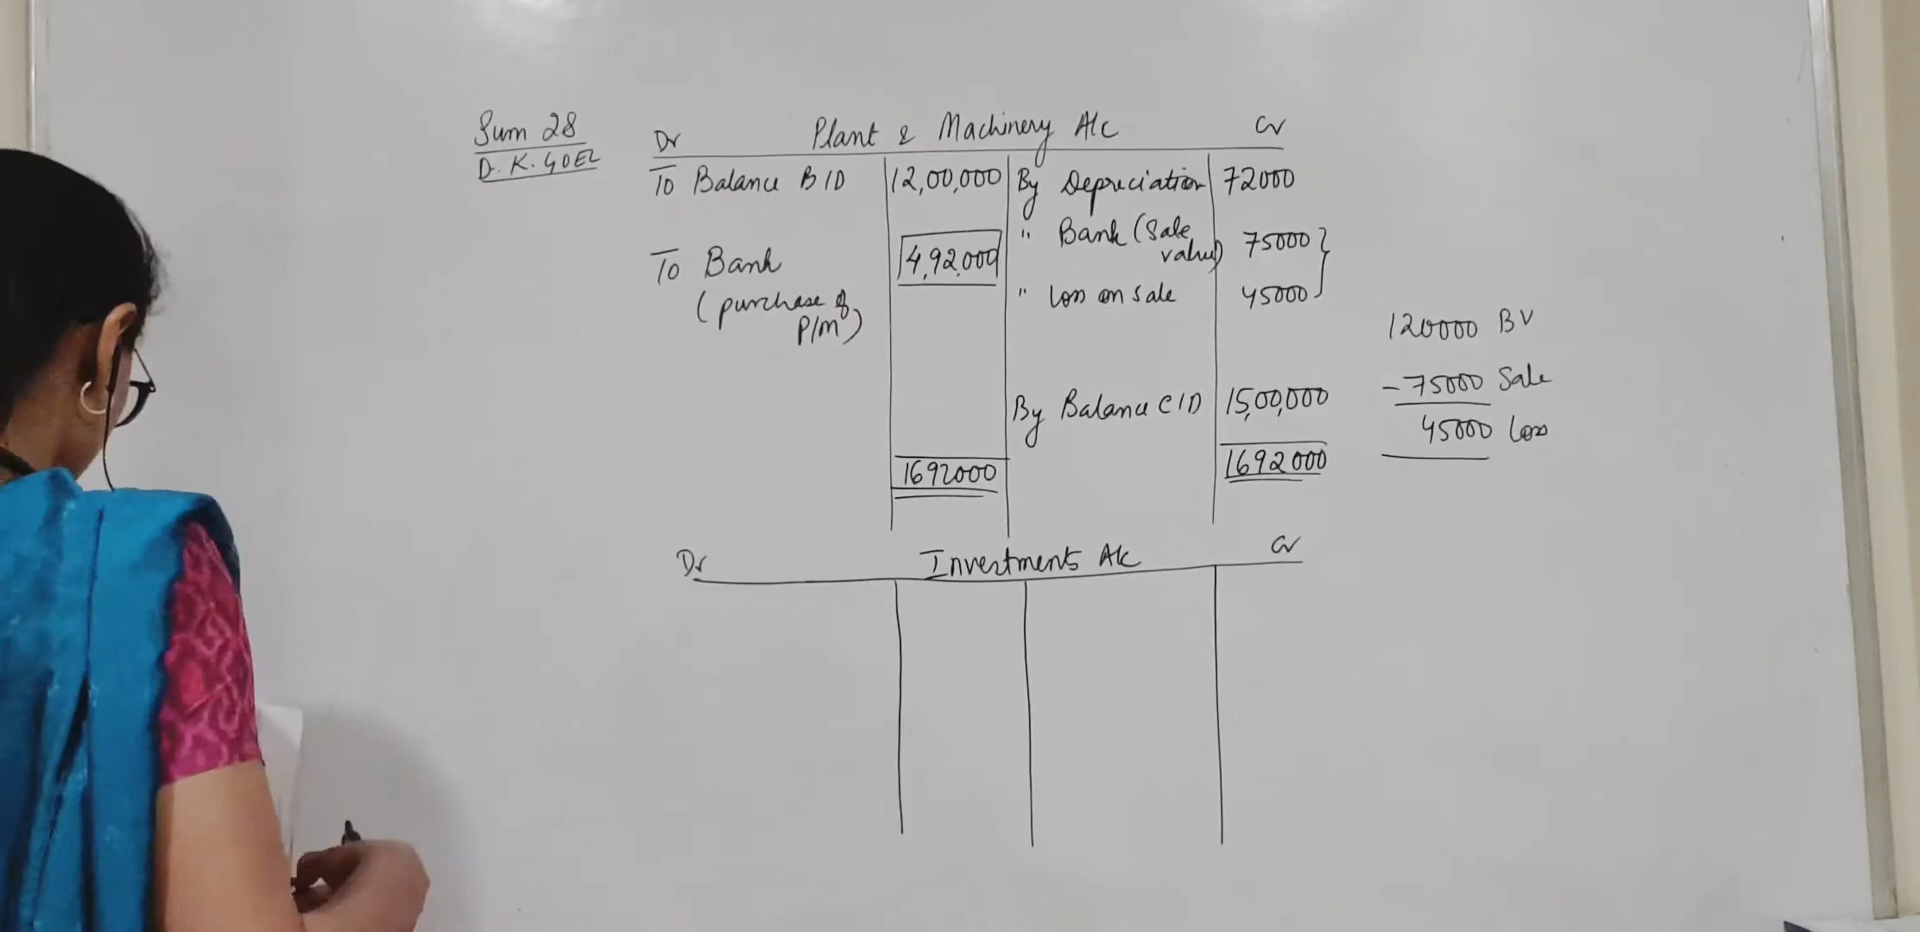 Sum 28
D. K. GOEL
Dr Plant & Machinery A/c Cr
To Balance B/D 12,00,000 By Depreciation 72000
" Bank (Sale value) 75000
To Bank 4,92,000
(purchase of P/m) " loss on sale 45000
By Balance C/D 15,00,000
1692000 1692000
120000 BV
- 75000 Sale
45000 loss
Dr Investments A/c Cr